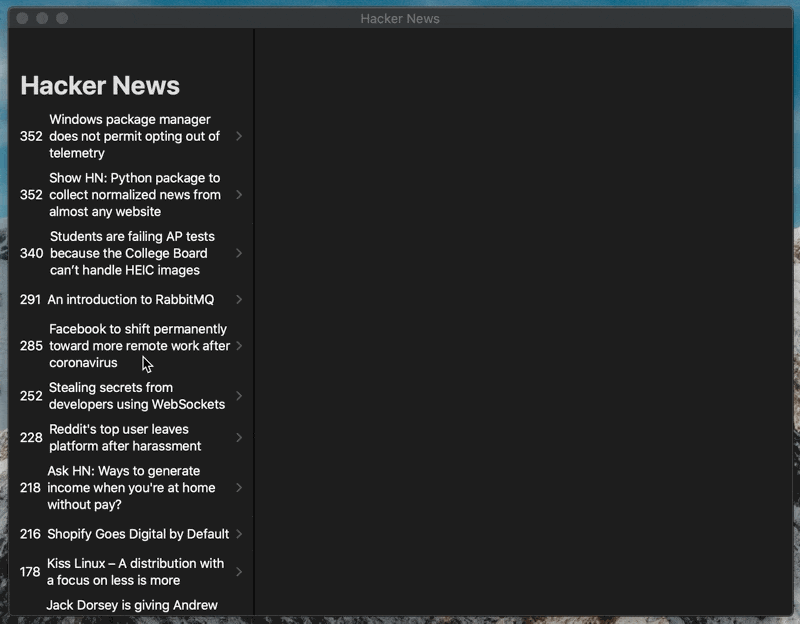 Hacker News
Hacker News
Windows package manager
352 does not permit opting out of
telemetry
Show HN: Python package to
352 collect normalized news from
almost any website
Students are failing AP tests
340 because the College Board
can’t handle HEIC images
291 An introduction to RabbitMQ
Facebook to shift permanently
285 toward more remote work after
coronavirus
Stealing secrets from
252 developers using WebSockets
Reddit's top user leaves
228 platform after harassment
Ask HN: Ways to generate
218 income when you're at home
without pay?
216 Shopify Goes Digital by Default
Kiss Linux – A distribution with
178 a focus on less is more
Jack Dorsey is giving Andrew